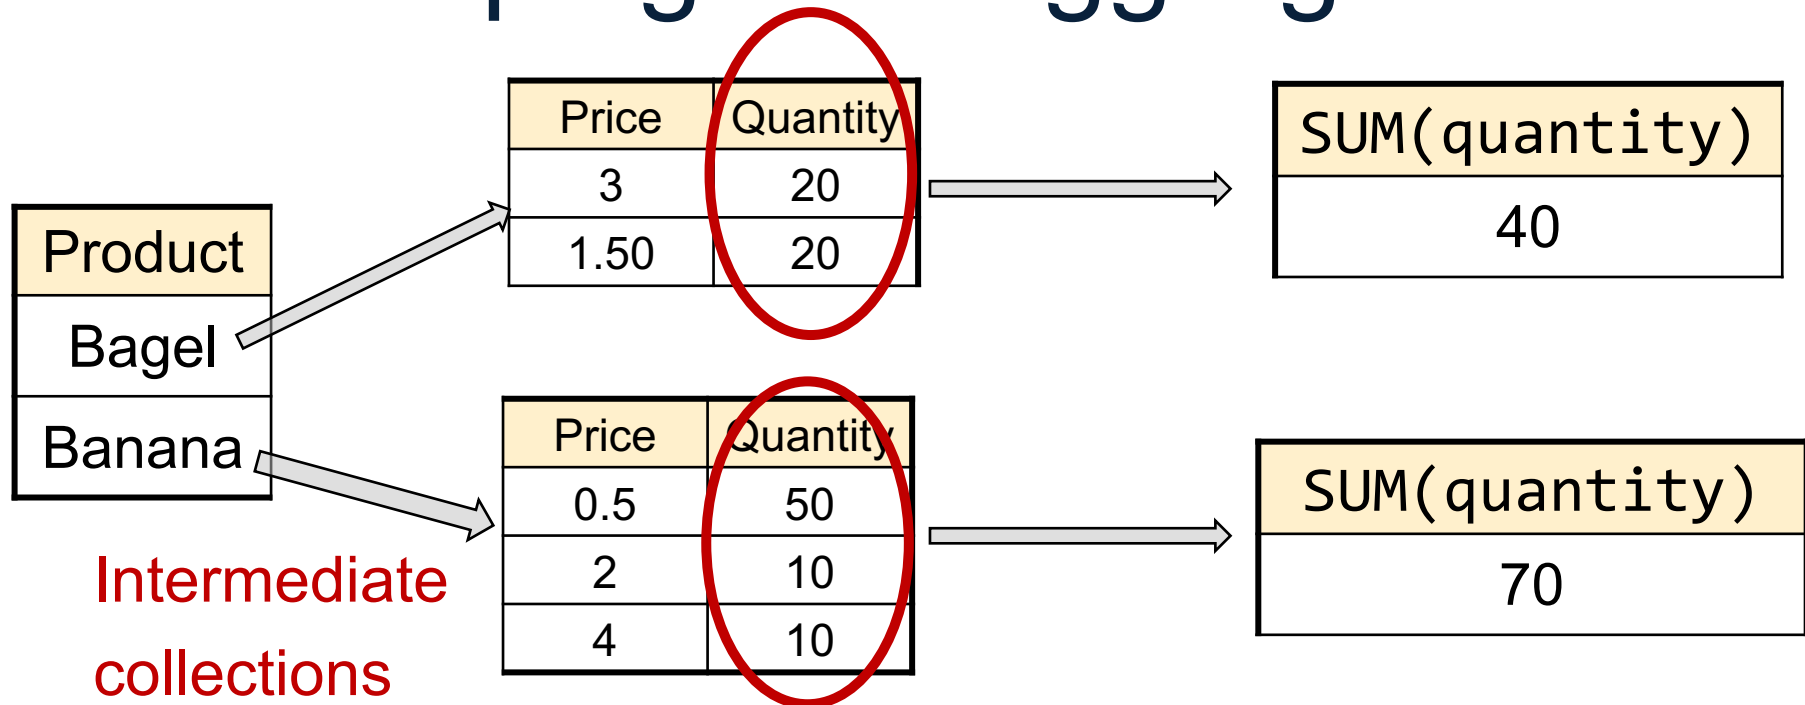 Price Quantity
3 20
1.50 20
SUM(quantity)
40
Product
Bagel
Banana
Price Quantity
0.5 50
2 10
4 10
SUM(quantity)
70
Intermediate
collections